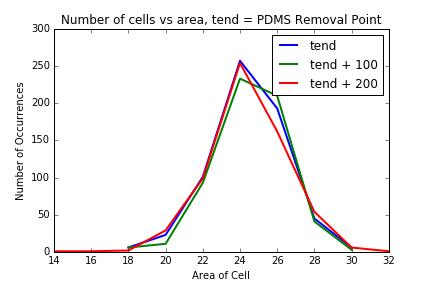 Number of cells vs area, tend = PDMS Removal Point
300
250
200
150
100
50
0
Number of Occurrences
tend
tend + 100
tend + 200
14 16 18 20 22 24 26 28 30 32
Area of Cell